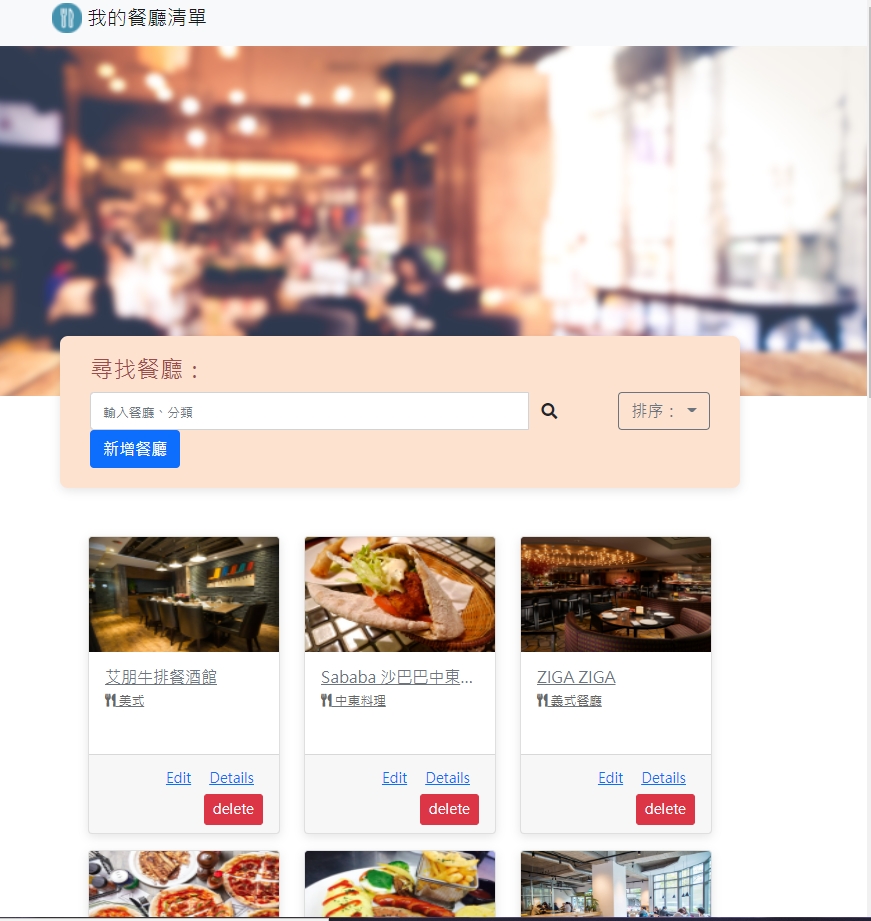 我的餐廳清單
尋找餐廳：
輸入餐廳、分類
排序：
新增餐廳
艾朋牛排餐酒館
美式
Edit Details
delete
Sababa 沙巴巴中東...
中東料理
Edit Details
delete
ZIGA ZIGA
義式餐廳
Edit Details
delete